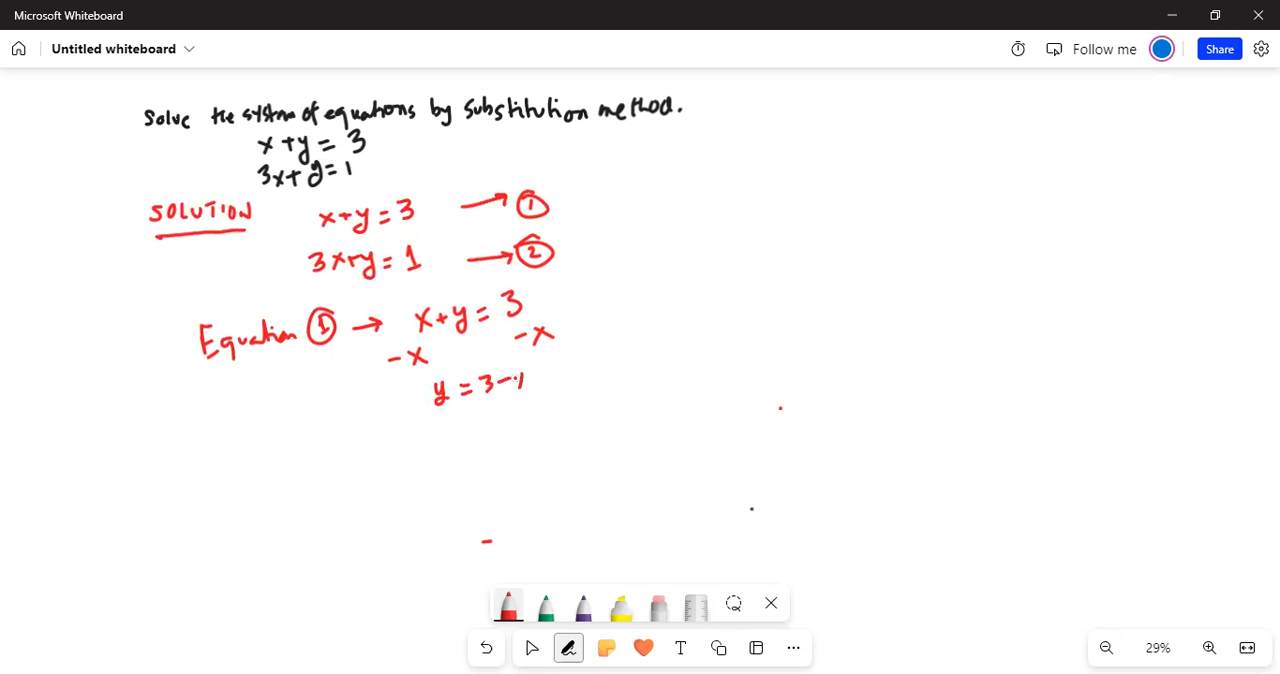 Microsoft Whiteboard
Untitled whiteboard
Follow me
Share
Solve the system of equations by substitution method.
x + y = 3
3x + y = 1
SOLUTION
x + y = 3 → ①
3x + y = 1 → ②
Equation ① → x + y = 3
- x - x
y = 3 -
29%